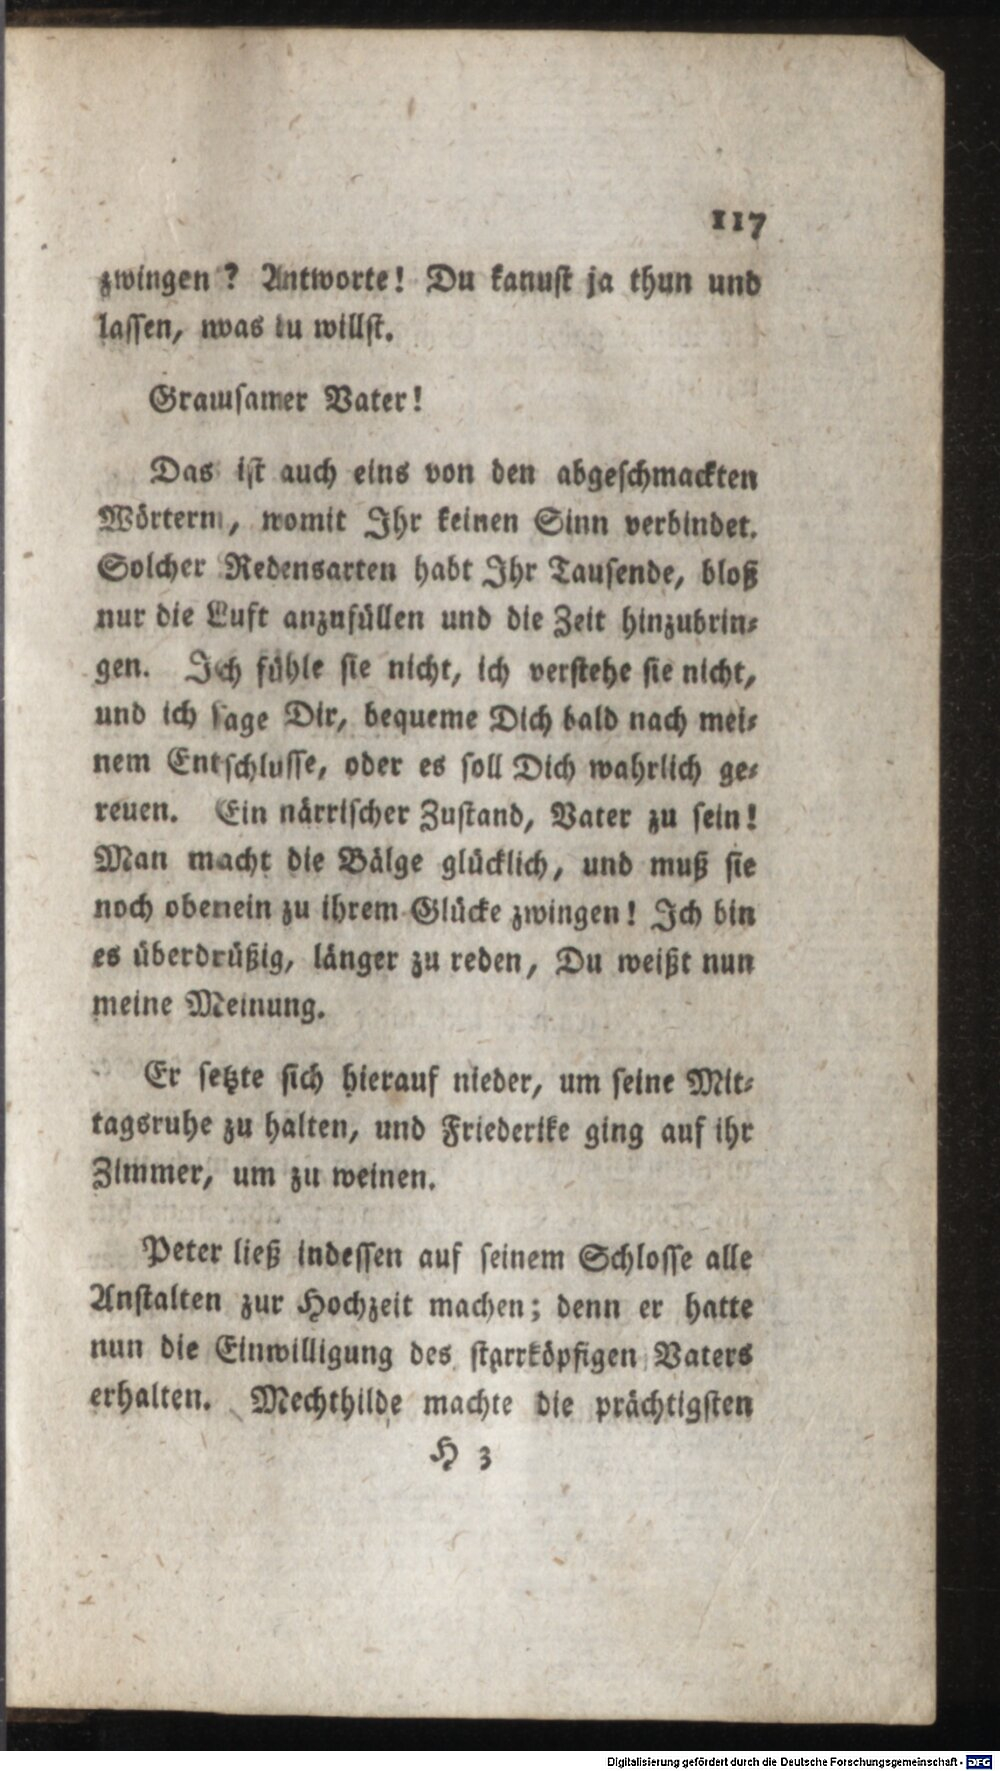 117
zwingen? Antworte! Du kanust ja thun und
lassen, was du willst.
Grausamer Vater!
Das ist auch eins von den abgeschmackten
Wörtern, womit Ihr keinen Sinn verbindet.
Solcher Redensarten habt Ihr Tausende, bloß
nur die Luft anzufüllen und die Zeit hinzubrin-
gen. Ich fühle sie nicht, ich verstehe sie nicht,
und ich sage Dir, bequeme Dich bald nach mei-
nem Entschlusse, oder es soll Dich wahrlich ge-
reuen. Ein närrischer Zustand, Vater zu sein!
Man macht die Bälge glücklich, und muß sie
noch obenein zu ihrem Glücke zwingen! Ich bin
es überdrüßig, länger zu reden, Du weißt nun
meine Meinung.
Er setzte sich hierauf nieder, um seine Mit-
tagsruhe zu halten, und Friederike ging auf ihr
Zimmer, um zu weinen.
Peter ließ indessen auf seinem Schlosse alle
Anstalten zur Hochzeit machen; denn er hatte
nun die Einwilligung des starrköpfigen Vaters
erhalten. Mechthilde machte die prächtigsten
H 3
Digitalisierung gefördert durch die Deutsche Forschungsgemeinschaft - DFG